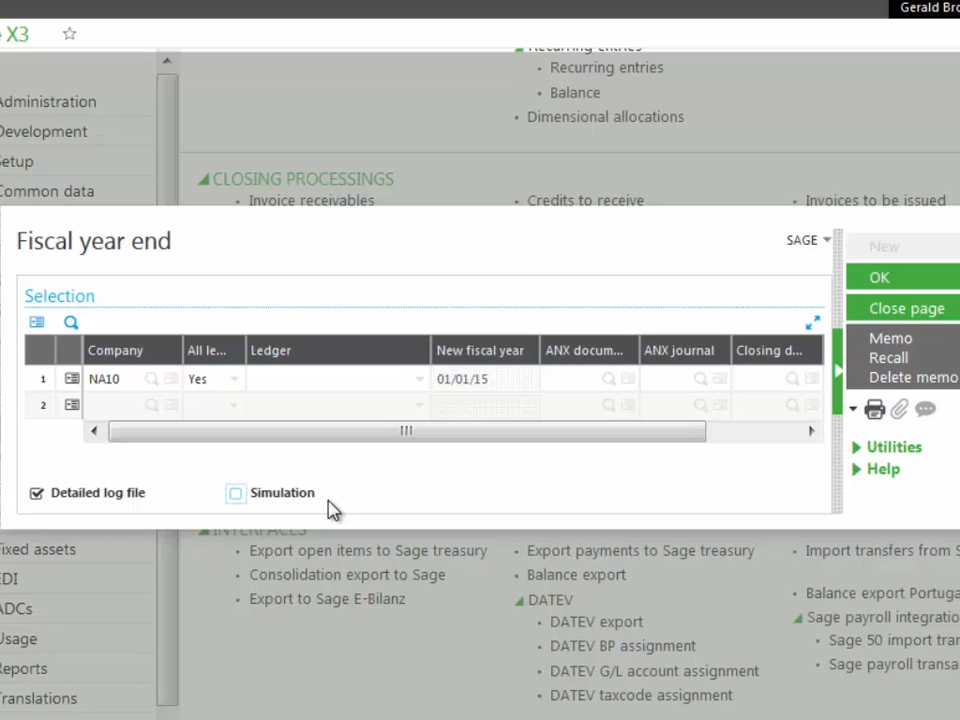 Gerald Bro
X3
Recurring entries
Recurring entries
Balance
Dimensional allocations
Administration
Development
Setup
Common data
CLOSING PROCESSINGS
Invoice receivables
Credits to receive
Invoices to be issued
Fiscal year end
SAGE
New
OK
Close page
Memo
Recall
Delete memo
Utilities
Help
Selection
Company All le... Ledger New fiscal year ANX docum... ANX journal Closing d...
1 NA10 Yes 01/01/15
2
Detailed log file Simulation
INTERFACES
Fixed assets
EDI
ADCs
Usage
Reports
Translations
Export open items to Sage treasury
Consolidation export to Sage
Export to Sage E-Bilanz
Export payments to Sage treasury
Balance export
DATEV
DATEV export
DATEV BP assignment
DATEV G/L account assignment
DATEV taxcode assignment
Import transfers from S
Balance export Portuga
Sage payroll integratio
Sage 50 import tran
Sage payroll transa